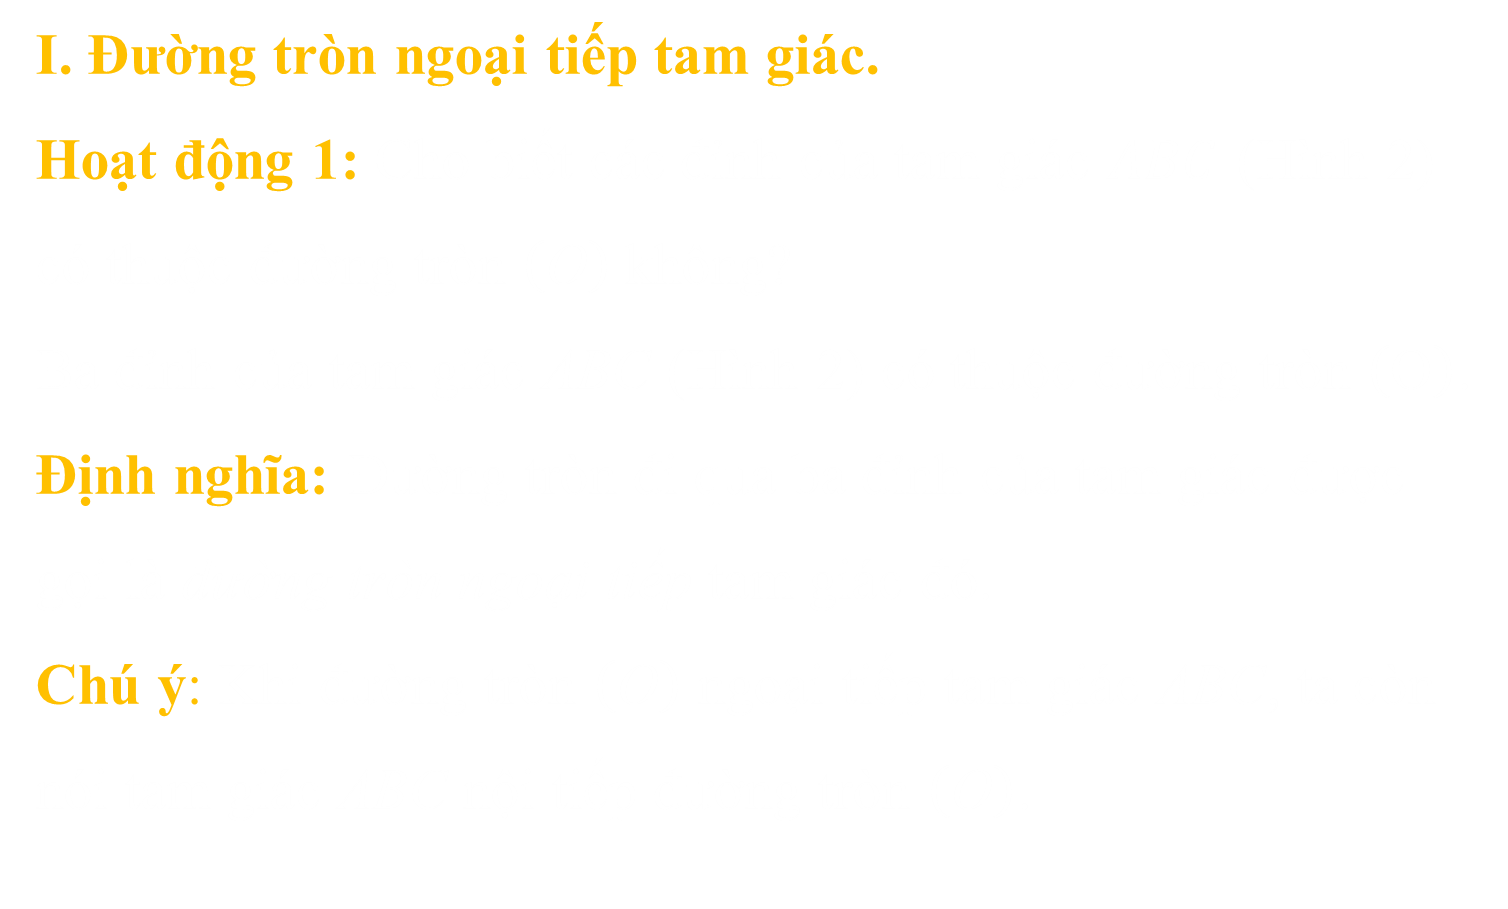 I. Đường tròn ngoại tiếp tam giác.
Hoạt động 1:
Định nghĩa:
Chú ý: